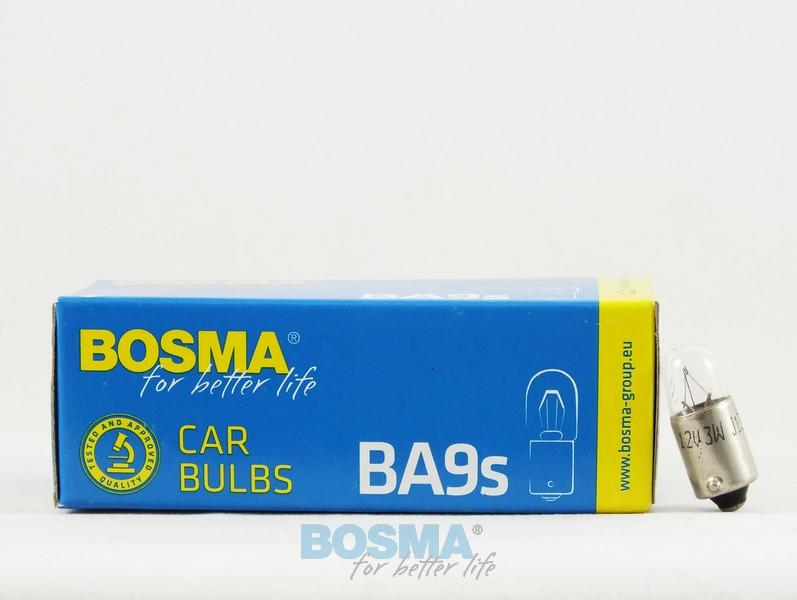 BA9s
BOSMA®
for better life
TESTED AND APPROVED
QUALITY
CAR
BULBS
BA9s
C
www.bosma-group.eu
12V 3W
BOSMA®
for better life